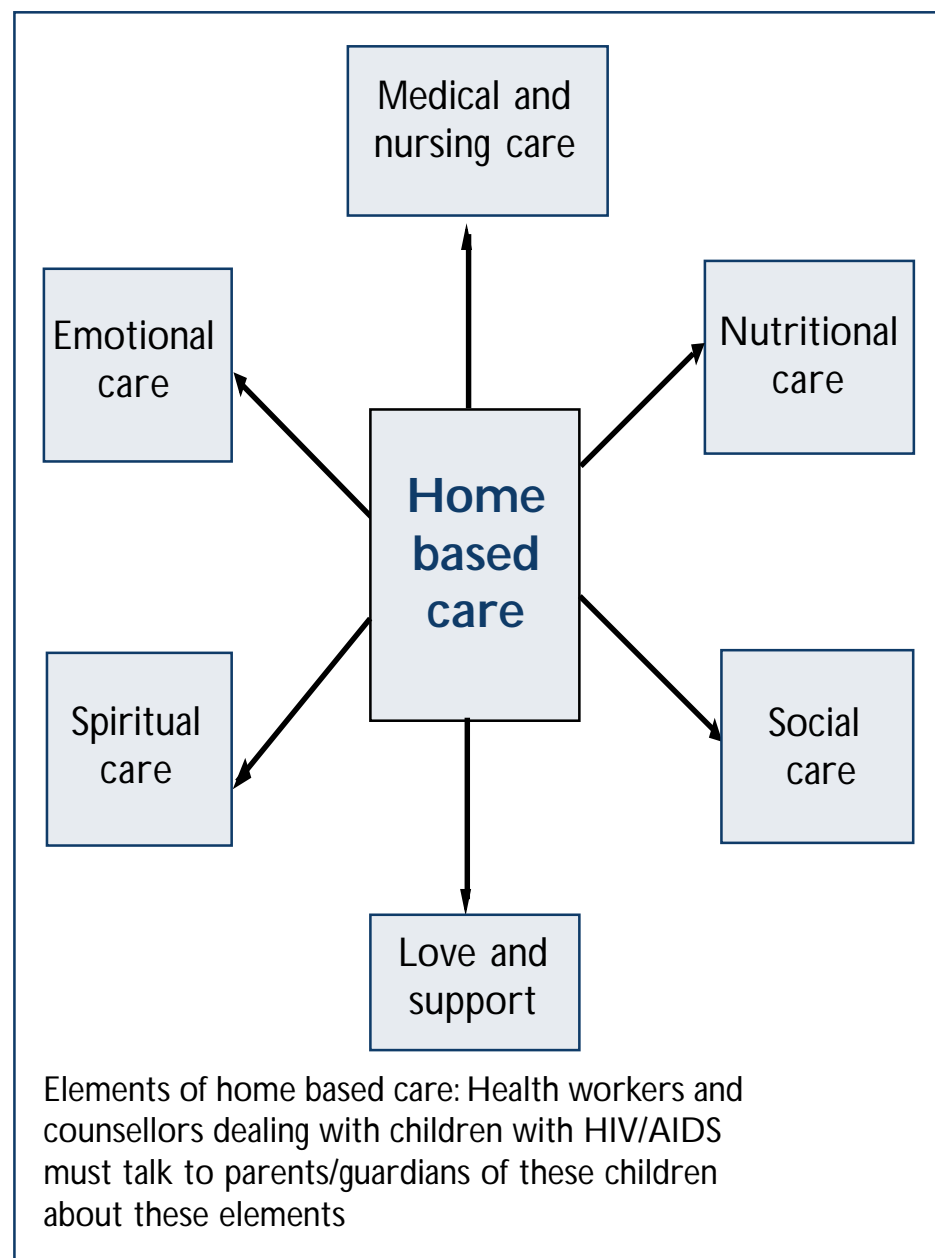 Medical and
nursing care
Emotional
care
Nutritional
care
Home
based
care
Spiritual
care
Social
care
Love and
support
Elements of home based care: Health workers and
counsellors dealing with children with HIV/AIDS
must talk to parents/guardians of these children
about these elements